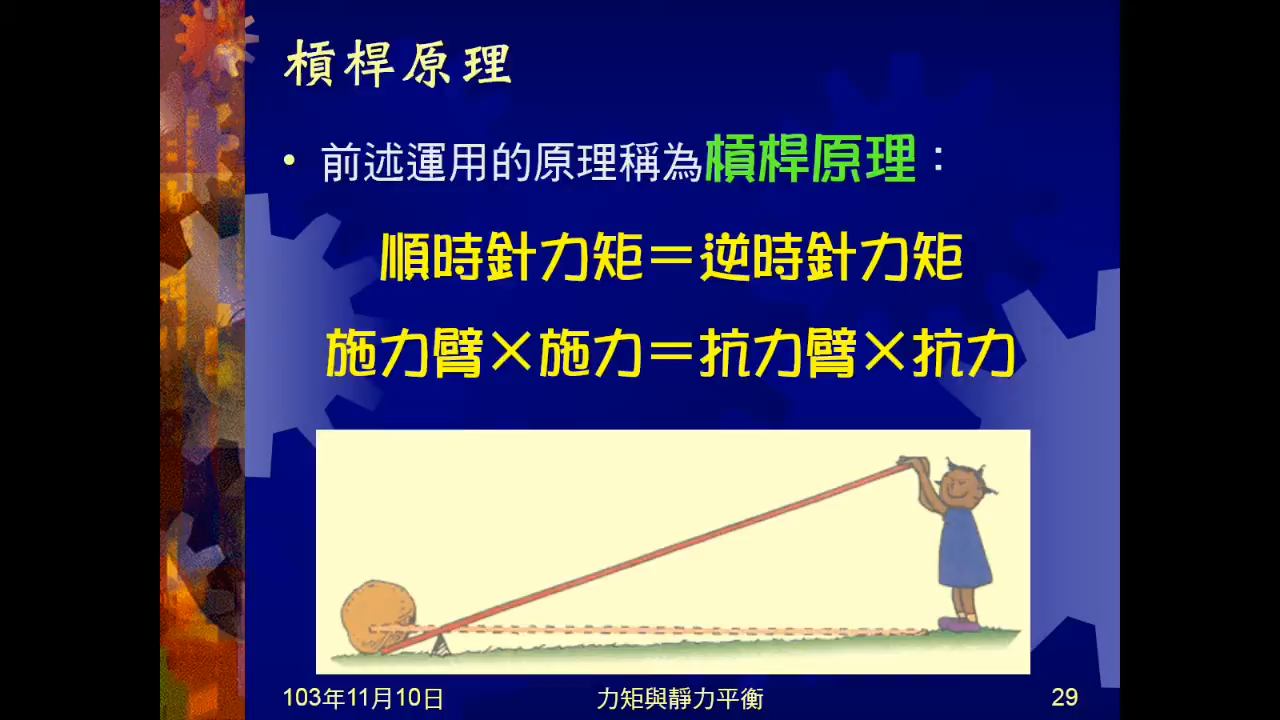 槓桿原理
• 前述運用的原理稱為槓桿原理：
順時針力矩＝逆時針力矩
施力臂×施力＝抗力臂×抗力
103年11月10日
力矩與靜力平衡
29